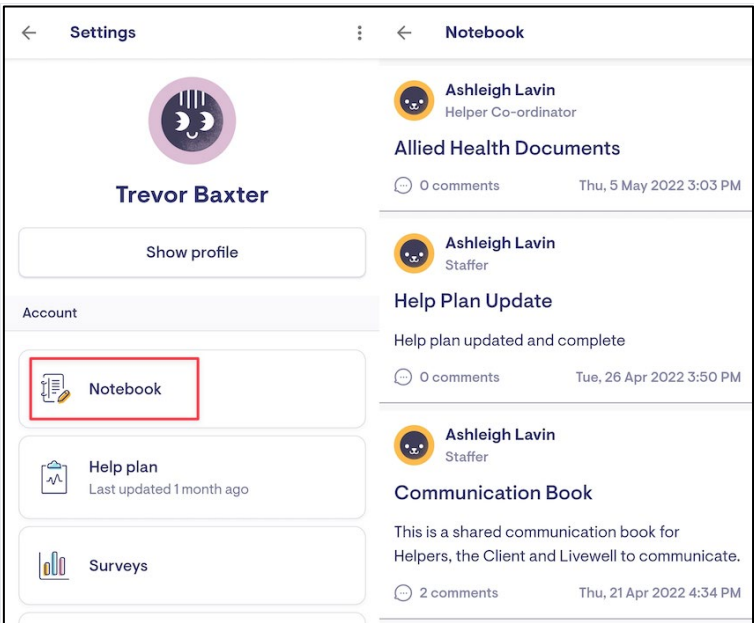 Settings
Trevor Baxter
Show profile
Account
Notebook
Help plan
Last updated 1 month ago
Surveys
Notebook
Ashleigh Lavin
Helper Co-ordinator
Allied Health Documents
0 comments Thu, 5 May 2022 3:03 PM
Ashleigh Lavin
Staffer
Help Plan Update
Help plan updated and complete
0 comments Tue, 26 Apr 2022 3:50 PM
Ashleigh Lavin
Staffer
Communication Book
This is a shared communication book for
Helpers, the Client and Livewell to communicate.
2 comments Thu, 21 Apr 2022 4:34 PM